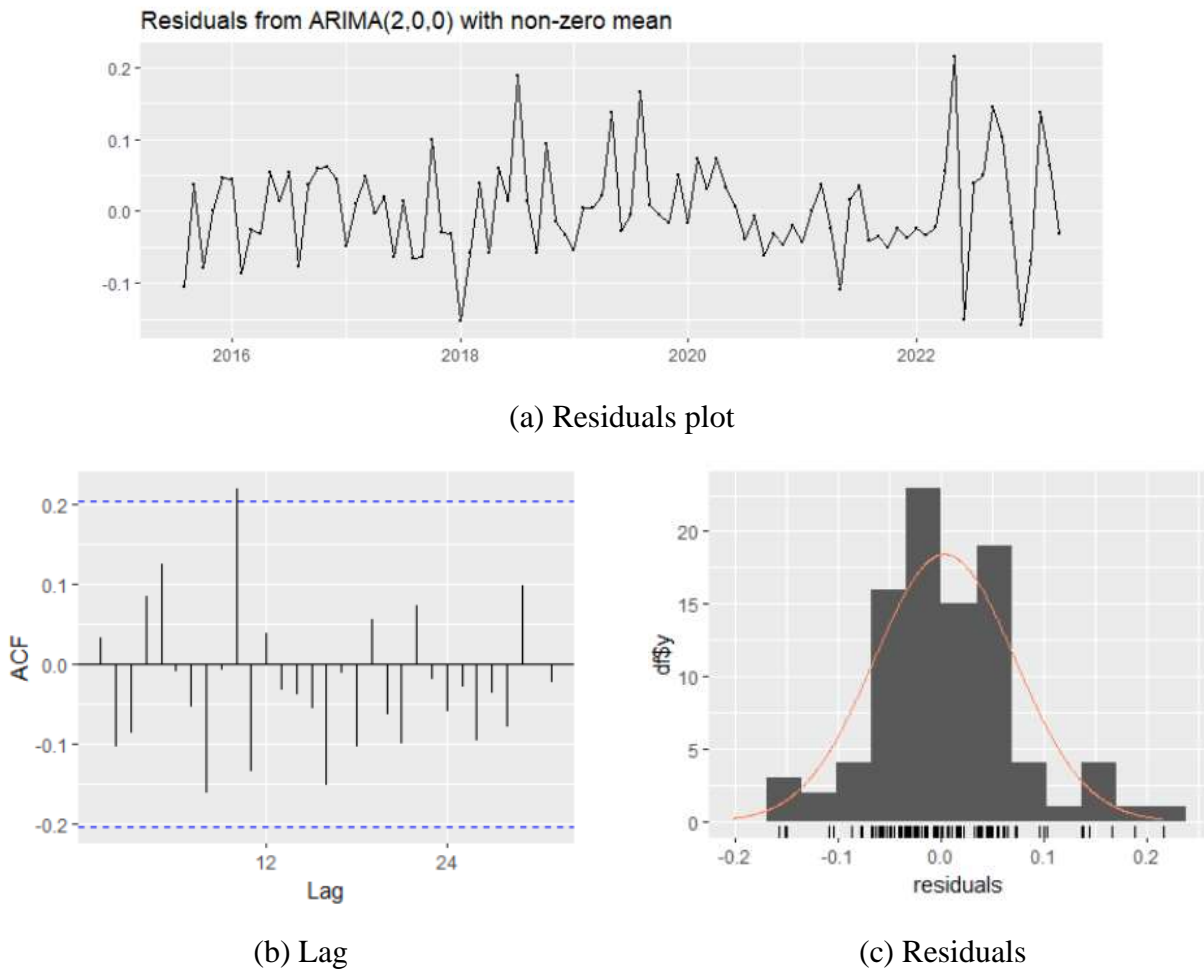 Residuals from ARIMA(2,0,0) with non-zero mean
0.2
0.1
0.0
-0.1
2016 2018 2020 2022
(a) Residuals plot
ACF
0.2
0.1
0.0
-0.1
-0.2
12 24
Lag
(b) Lag
df$y
20
15
10
5
0
-0.2 -0.1 0.0 0.1 0.2
residuals
(c) Residuals